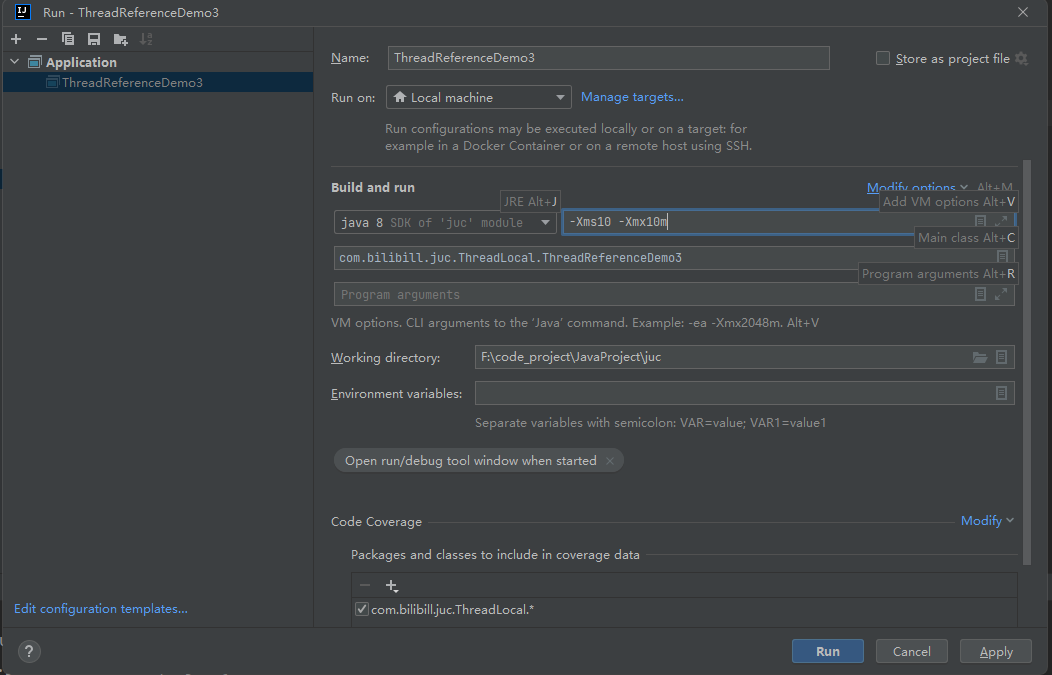 Run - ThreadReferenceDemo3
Application
ThreadReferenceDemo3
Name: ThreadReferenceDemo3 Store as project file
Run on: Local machine Manage targets...
Run configurations may be executed locally or on a target: for
example in a Docker Container or on a remote host using SSH.
Build and run Modify options Alt+M
JRE Alt+J Add VM options Alt+V
java 8 SDK of 'juc' module -Xms10 -Xmx10m
Main class Alt+C
com.bilibill.juc.ThreadLocal.ThreadReferenceDemo3
Program arguments Alt+R
Program arguments
VM options. CLI arguments to the 'Java' command. Example: -ea -Xmx2048m. Alt+V
Working directory: F:\code_project\JavaProject\juc
Environment variables:
Separate variables with semicolon: VAR=value; VAR1=value1
Open run/debug tool window when started
Code Coverage Modify
Packages and classes to include in coverage data
com.bilibill.juc.ThreadLocal.*
Edit configuration templates...
? Run Cancel Apply